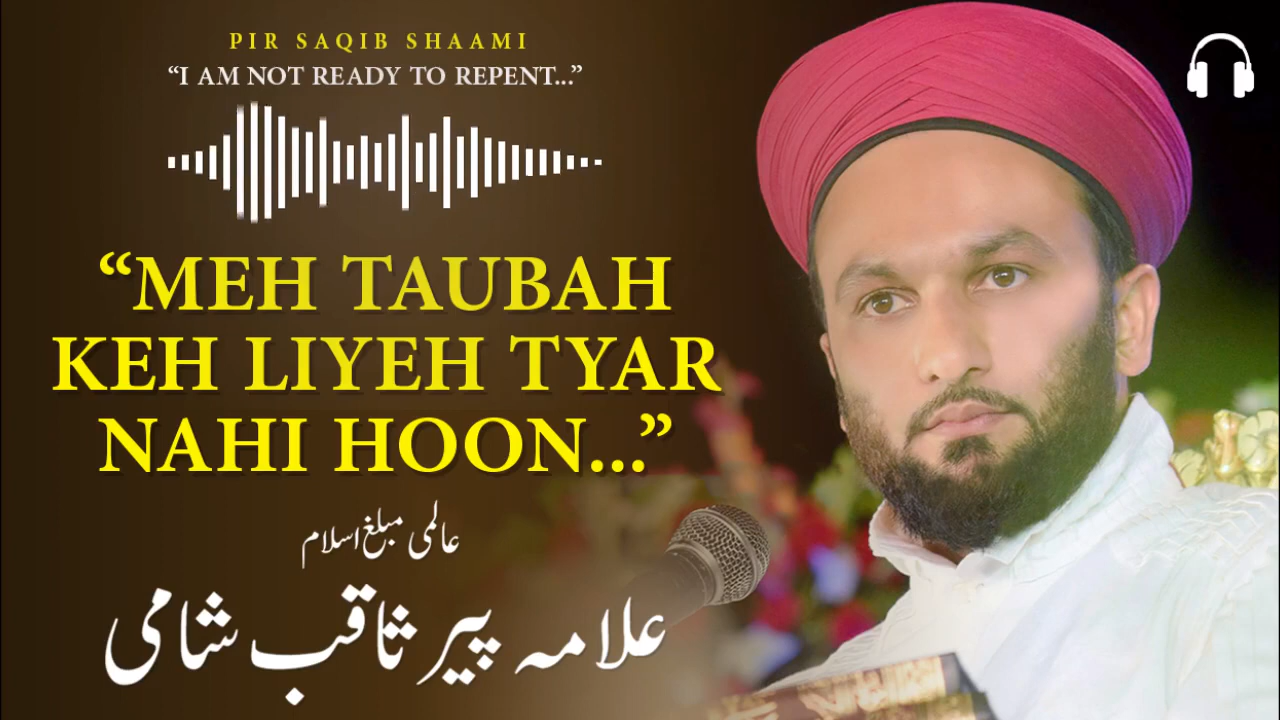 PIR SAQIB SHAAMI
“I AM NOT READY TO REPENT...”
“MEH TAUBAH
KEH LIYEH TYAR
NAHI HOON...”
عالمی مبلغ اسلام
علامہ پیر ثاقب شامی